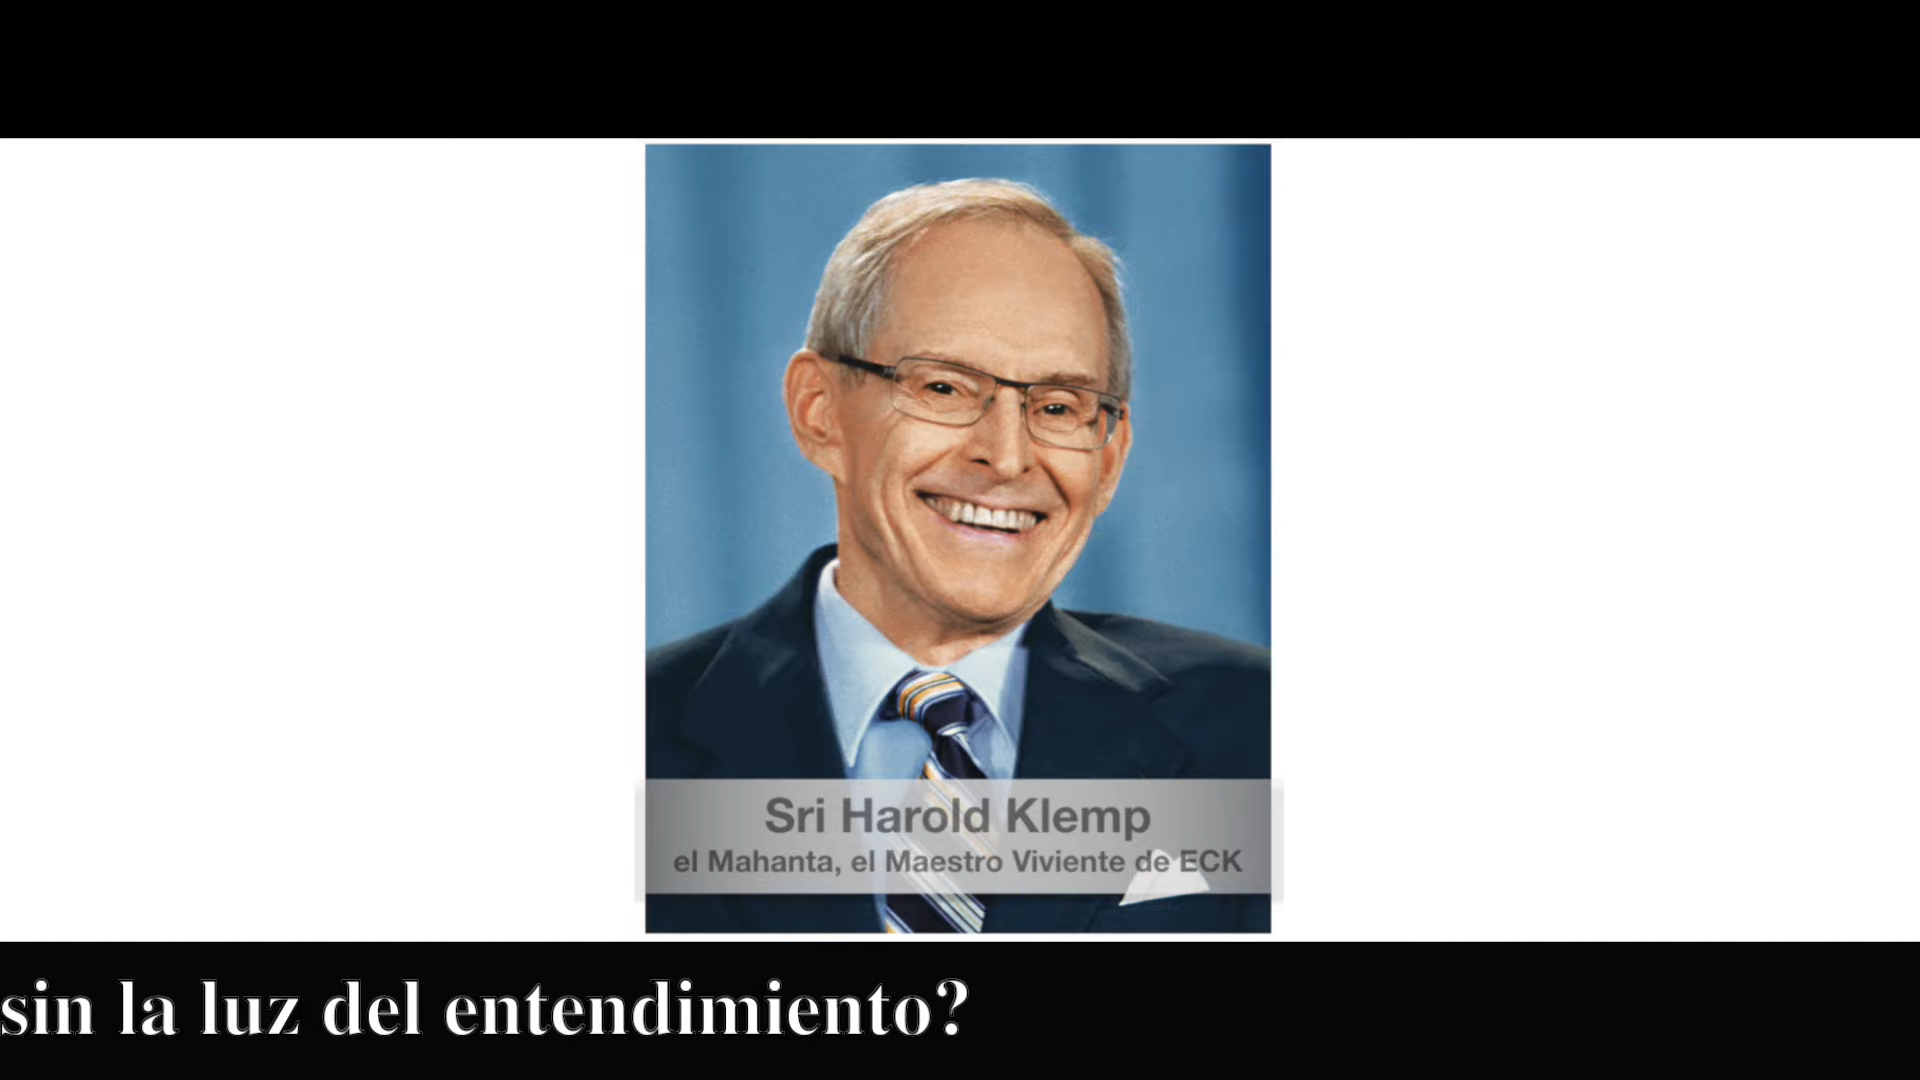 Sri Harold Klemp
el Mahanta, el Maestro Viviente de ECK
sin la luz del entendimiento?